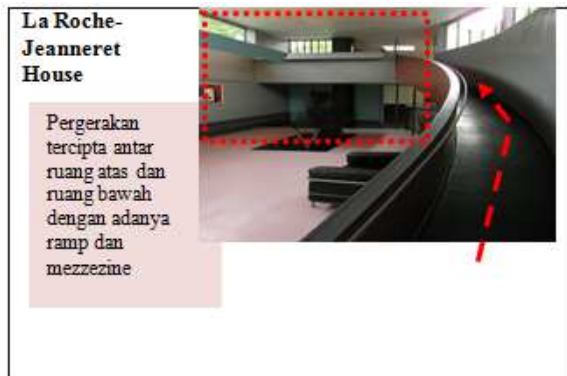 La Roche-
Jeanneret
House
Pergerakan
tercipta antar
ruang atas dan
ruang bawah
dengan adanya
ramp dan
mezzezine